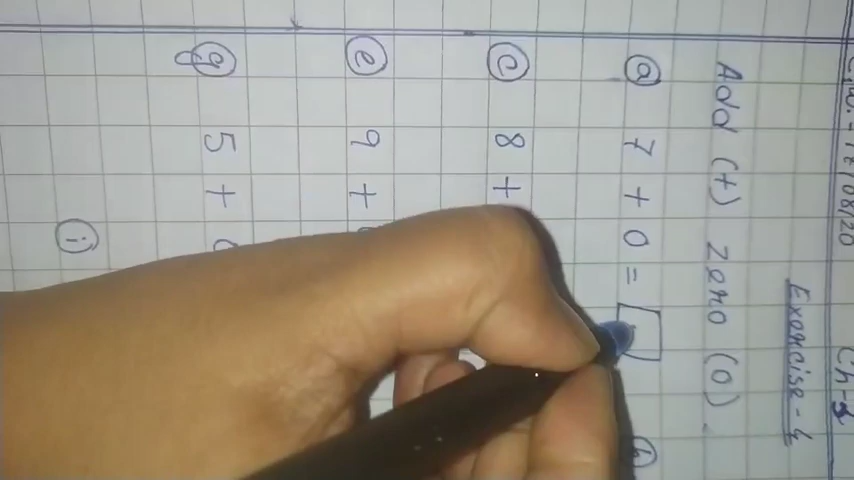 Ch-3
Exercise-4
Add (+) zero (0).
a 7 + 0 =
c 8 +
e 9 +
g 5 +
i